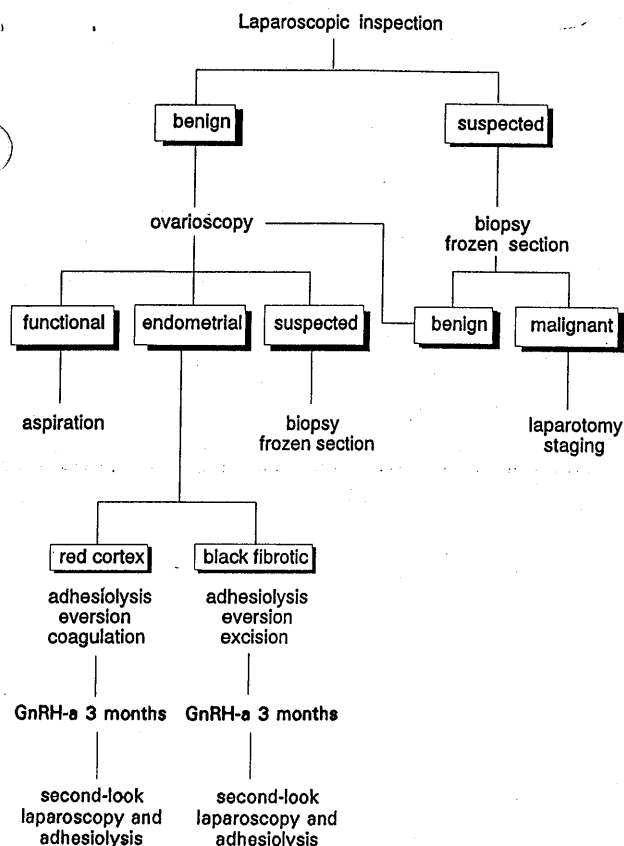 Laparoscopic inspection
benign
suspected
ovarioscopy
biopsy
frozen section
functional
endometrial
suspected
benign
malignant
aspiration
biopsy
frozen section
laparotomy
staging
red cortex
black fibrotic
adhesiolysis
eversion
coagulation
adhesiolysis
eversion
excision
GnRH-a 3 months
GnRH-a 3 months
second-look
laparoscopy and
adhesiolysis
second-look
laparoscopy and
adhesiolysis